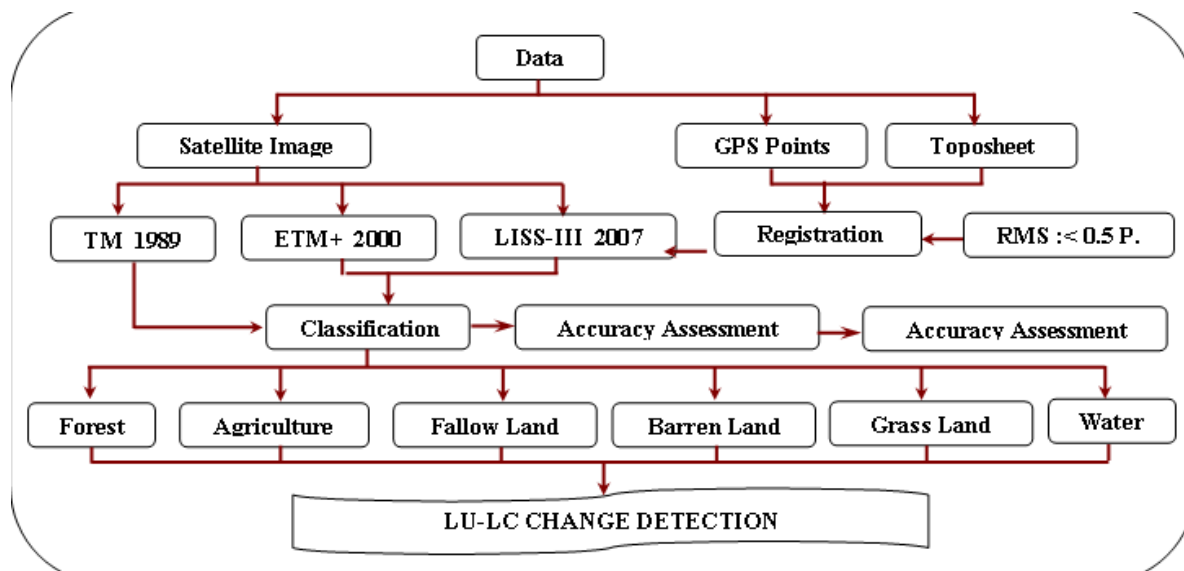 Data
Satellite Image
GPS Points
Toposheet
TM 1989
ETM+ 2000
LISS-III 2007
Registration
RMS :< 0.5 P.
Classification
Accuracy Assessment
Accuracy Assessment
Forest
Agriculture
Fallow Land
Barren Land
Grass Land
Water
LU-LC CHANGE DETECTION